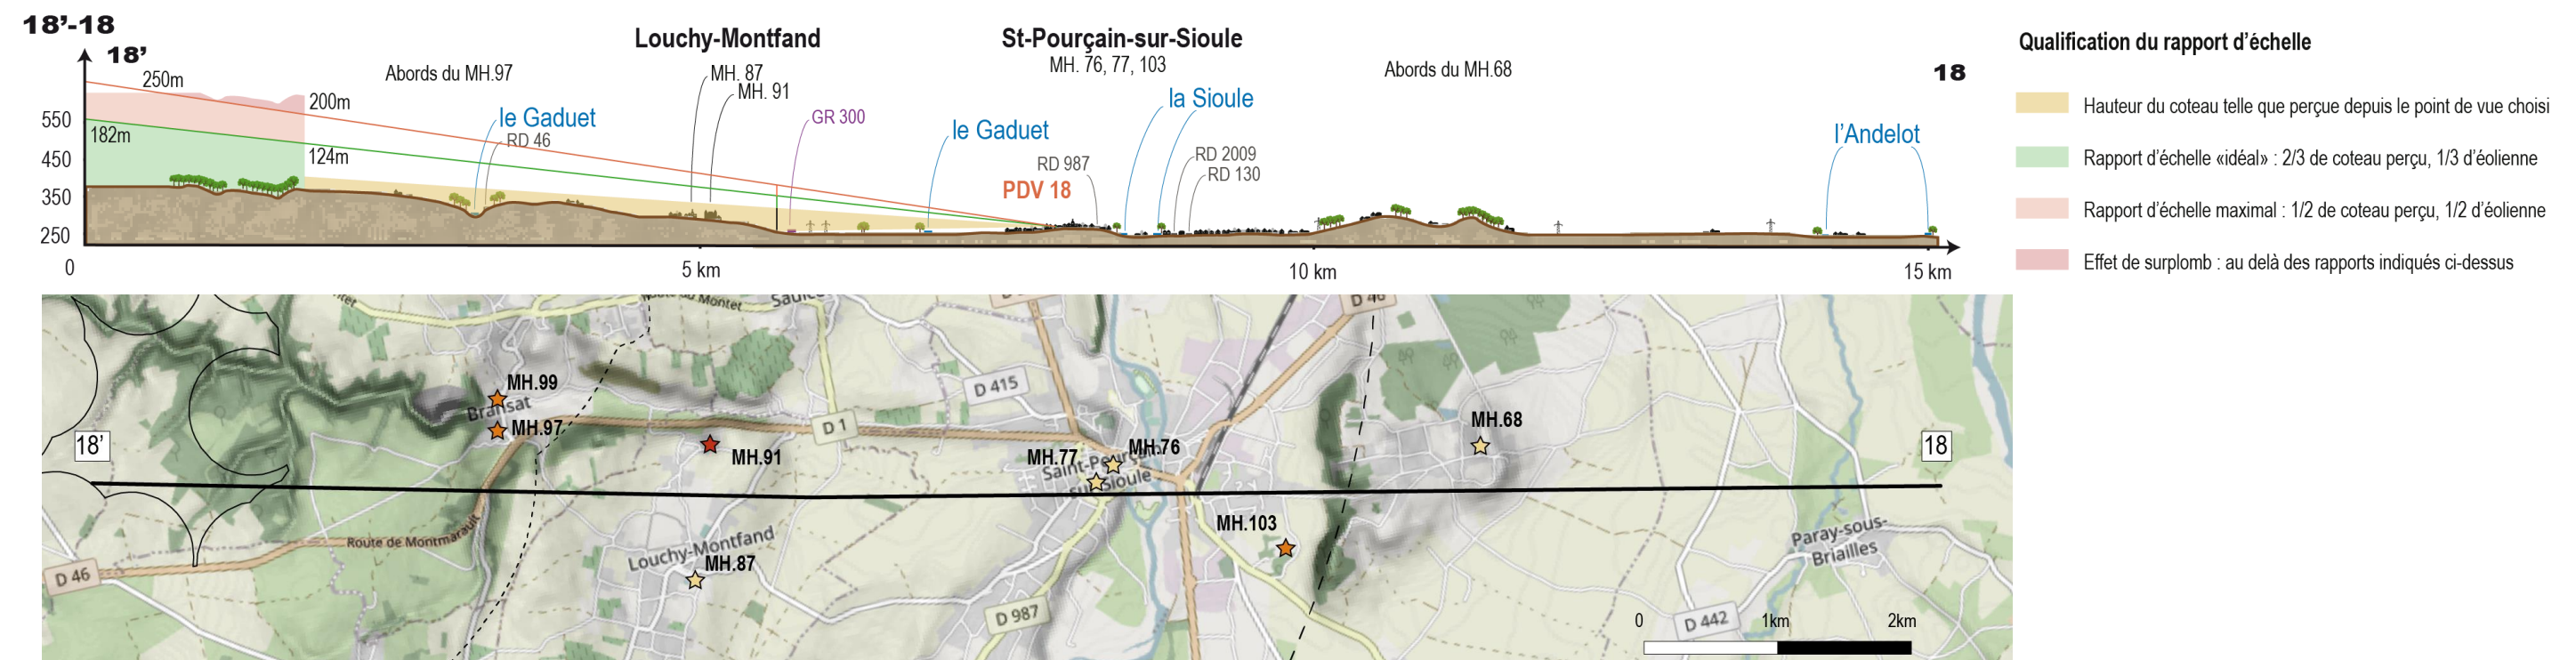 18’-18
18’
250m
200m
182m
124m
Abords du MH.97
le Gaduet
RD 46
Louchy-Montfand
MH. 87
MH. 91
GR 300
le Gaduet
St-Pourçain-sur-Sioule
MH. 76, 77, 103
la Sioule
RD 987
PDV 18
RD 2009
RD 130
Abords du MH.68
l’Andelot
18
550
450
350
250
0
5 km
10 km
15 km
Qualification du rapport d’échelle
Hauteur du coteau telle que perçue depuis le point de vue choisi
Rapport d’échelle «idéal» : 2/3 de coteau perçu, 1/3 d’éolienne
Rapport d’échelle maximal : 1/2 de coteau perçu, 1/2 d’éolienne
Effet de surplomb : au delà des rapports indiqués ci-dessus
Montet
D 46
D 415
MH.99
Bransat
MH.97
D 1
MH.91
18’
MH.77
MH.76
Saint-Pourçain-
sur-Sioule
MH.68
18
MH.103
Route de Montmarault
Louchy-Montfand
MH.87
D 46
D 987
Paray-sous-
Briailles
D 442
0
1km
2km